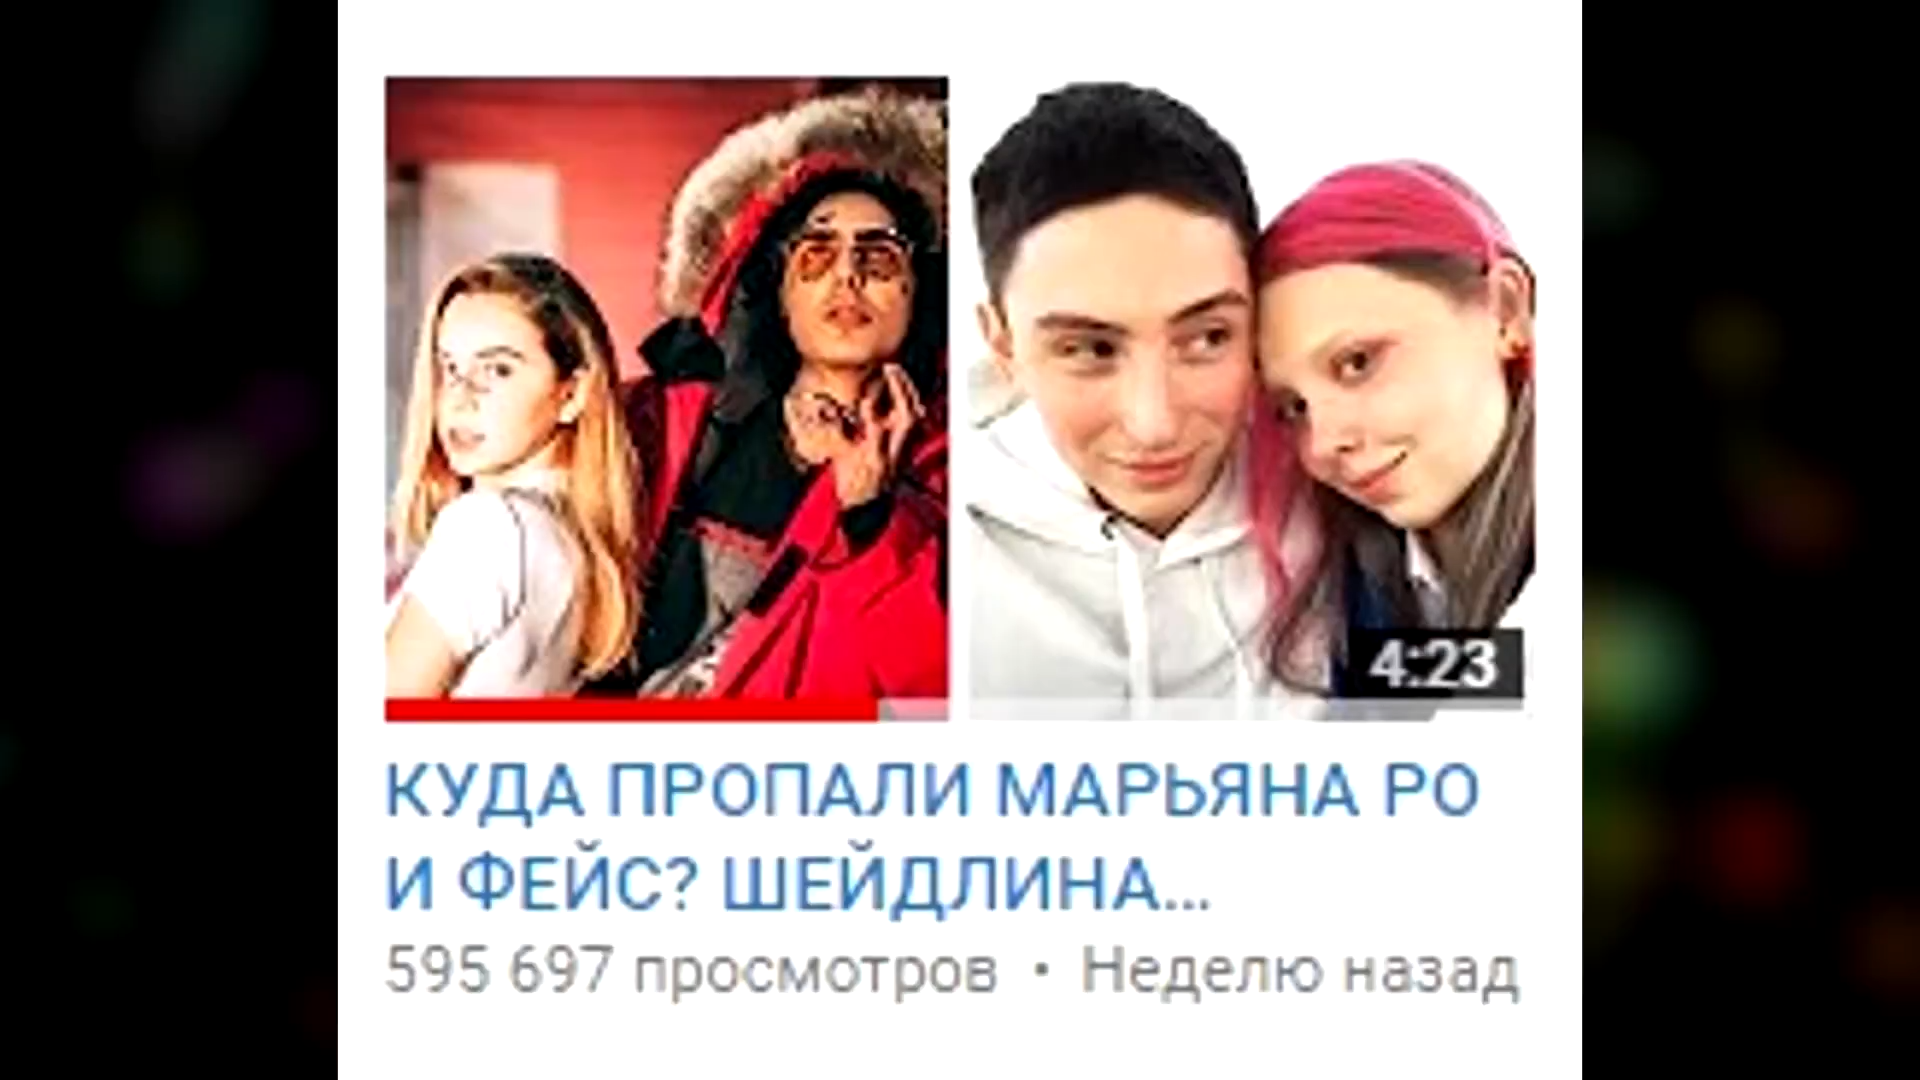 4:23
КУДА ПРОПАЛИ МАРЬЯНА РО
И ФЕЙС? ШЕЙДЛИНА...
595 697 просмотров • Неделю назад